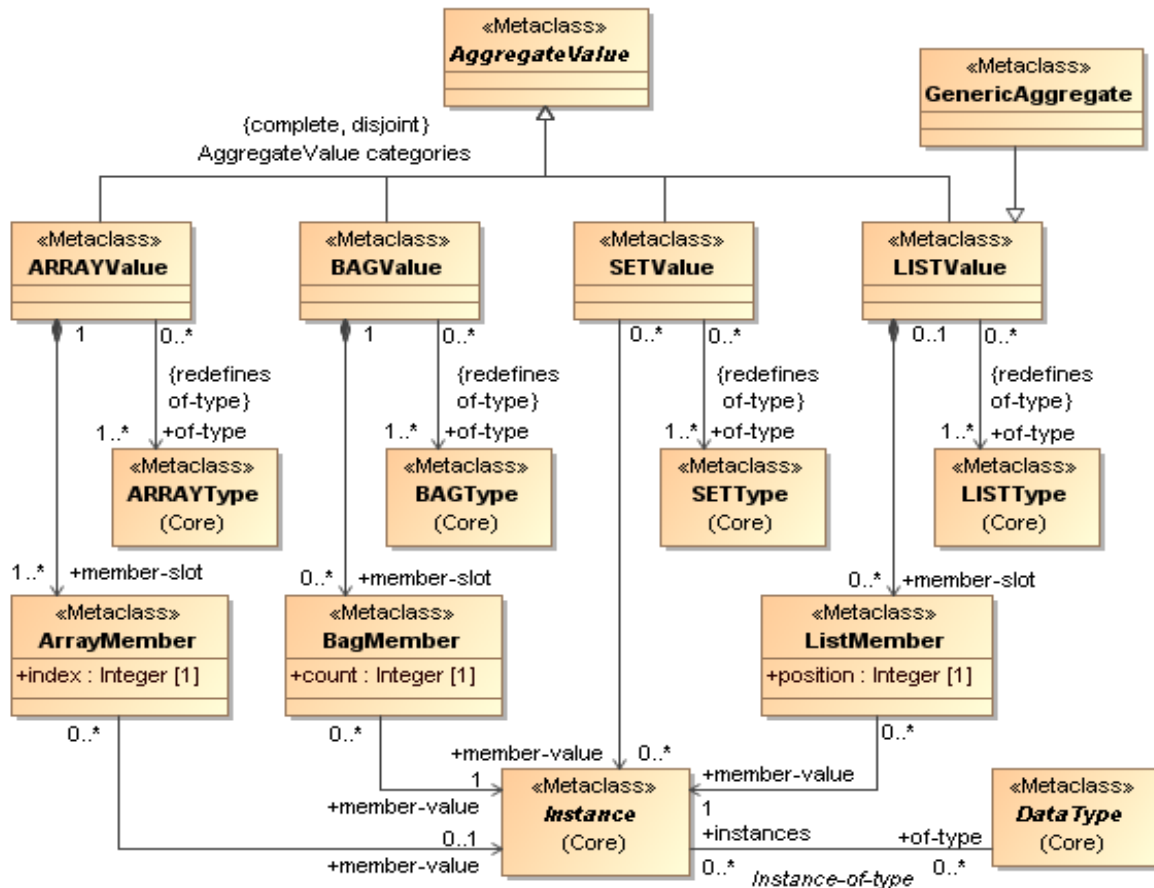 «Metaclass»
AggregateValue
«Metaclass»
GenericAggregate
{complete, disjoint}
AggregateValue categories
«Metaclass»
ARRAYValue
«Metaclass»
BAGValue
«Metaclass»
SETValue
«Metaclass»
LISTValue
1
0..*
1
0..*
0..*
0..*
0..1
0..*
{redefines
of-type}
{redefines
of-type}
{redefines
of-type}
{redefines
of-type}
1..*
+of-type
1..*
+of-type
1..*
+of-type
1..*
+of-type
«Metaclass»
ARRAYType
(Core)
«Metaclass»
BAGType
(Core)
«Metaclass»
SETType
(Core)
«Metaclass»
LISTType
(Core)
1..*
+member-slot
0..*
+member-slot
0..*
+member-slot
«Metaclass»
ArrayMember
+index : Integer [1]
«Metaclass»
BagMember
+count : Integer [1]
«Metaclass»
ListMember
+position : Integer [1]
0..*
0..*
0..*
+member-value
0..*
1
+member-value
+member-value
1
0..1
+member-value
«Metaclass»
Instance
(Core)
+instances
0..*
+of-type
0..*
Instance-of-type
«Metaclass»
DataType
(Core)